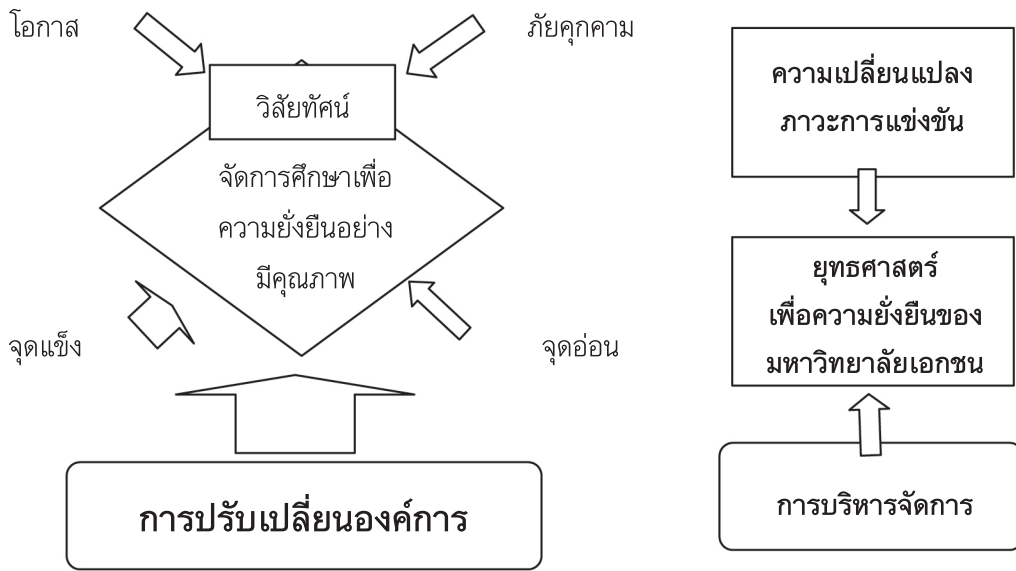 โอกาส
ภัยคุกคาม
วิสัยทัศน์
จัดการศึกษาเพื่อ
ความยั่งยืนอย่าง
มีคุณภาพ
จุดแข็ง
จุดอ่อน
การปรับเปลี่ยนองค์การ
ความเปลี่ยนแปลง
ภาวะการแข่งขัน
ยุทธศาสตร์
เพื่อความยั่งยืนของ
มหาวิทยาลัยเอกชน
การบริหารจัดการ